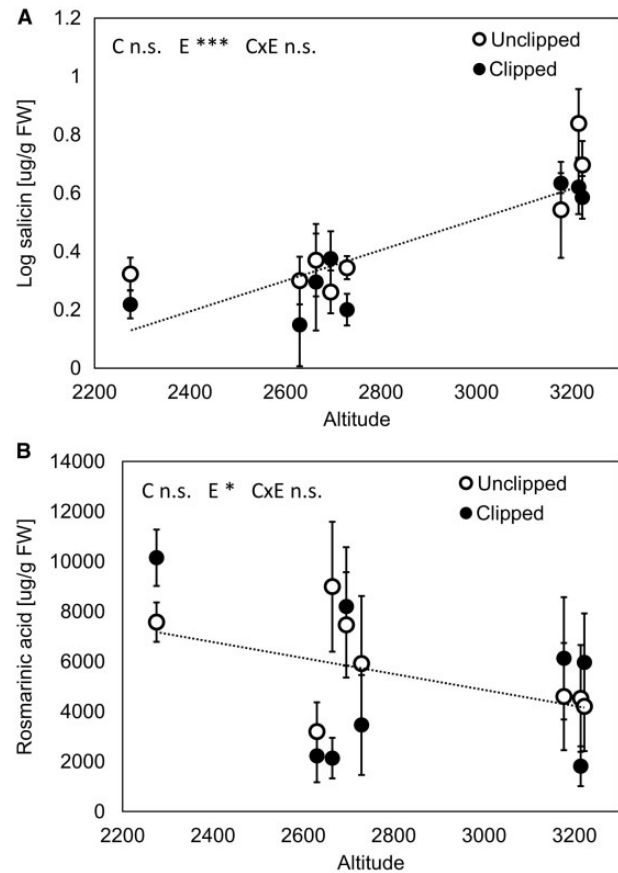 A
1.2
1
0.8
0.6
0.4
0.2
0
Log salicin [ug/g FW]
C n.s. E *** CxE n.s.
Unclipped
Clipped
2200 2400 2600 2800 3000 3200
Altitude
B
14000
12000
10000
8000
6000
4000
2000
0
Rosmarinic acid [ug/g FW]
C n.s. E * CxE n.s.
Unclipped
Clipped
2200 2400 2600 2800 3000 3200
Altitude